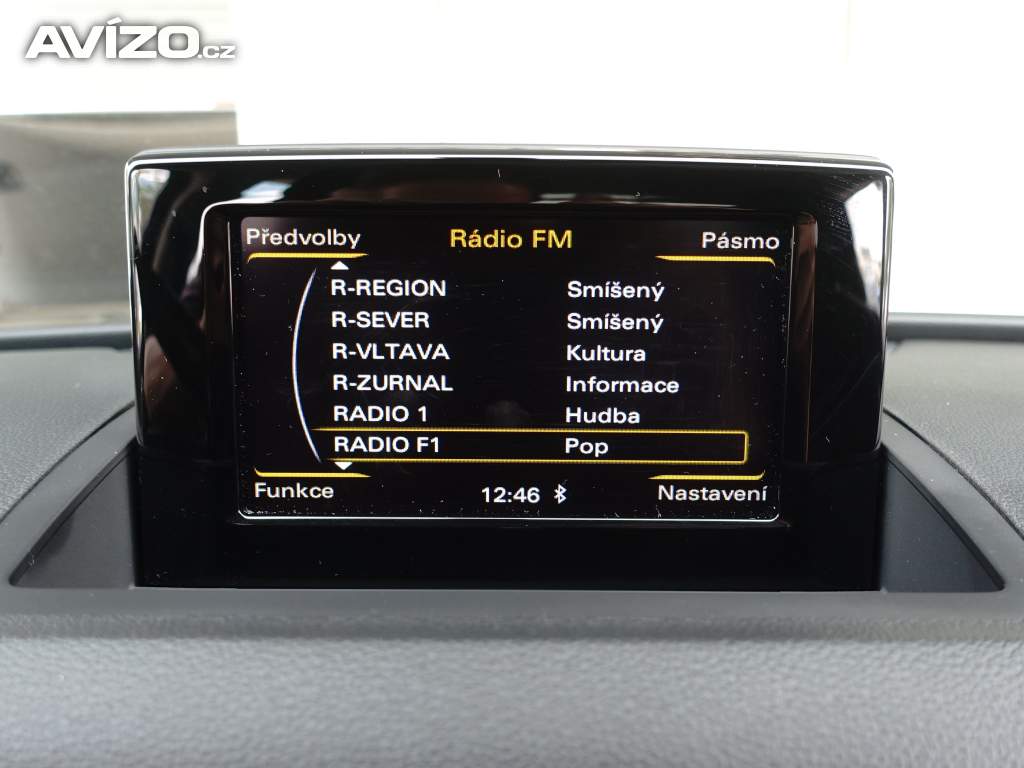 AVÍZO.cz
Předvolby Rádio FM Pásmo
R-REGION Smíšený
R-SEVER Smíšený
R-VLTAVA Kultura
R-ZURNAL Informace
RADIO 1 Hudba
RADIO F1 Pop
Funkce 12:46 Nastavení